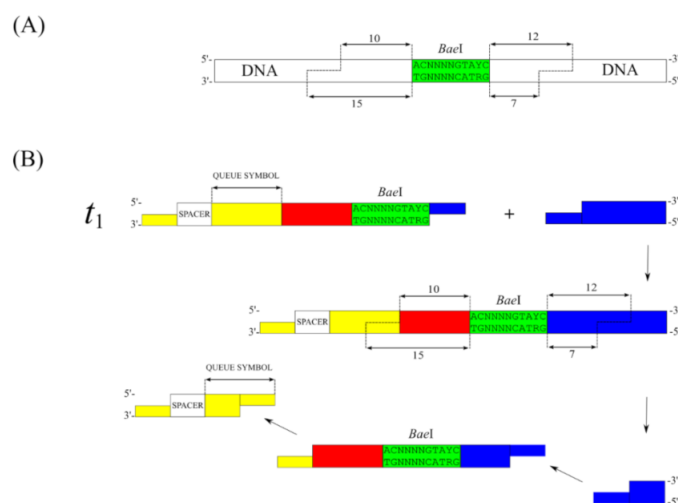 (A)
10
BaeI
12
5'-
ACNNNNGTAYC
-3'
DNA
DNA
3'-
TGNNNNCATRG
-5'
15
7
(B)
QUEUE SYMBOL
BaeI
t1
5'-
SPACER
ACNNNNGTAYC
3'-
TGNNNNCATRG
+
-3'
-5'
10
BaeI
12
5'-
SPACER
ACNNNNGTAYC
-3'
3'-
TGNNNNCATRG
-5'
15
7
QUEUE SYMBOL
5'-
SPACER
3'-
BaeI
ACNNNNGTAYC
TGNNNNCATRG
-3'
-5'